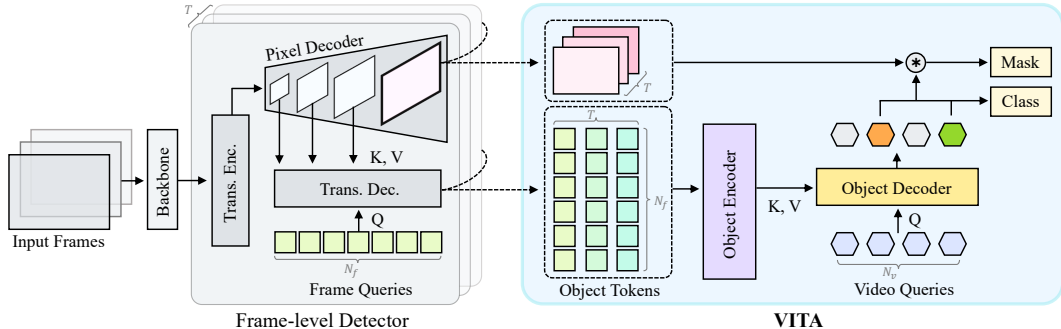 T
Pixel Decoder
K, V
Trans. Enc.
Backbone
Input Frames
Trans. Dec.
Q
N_f
Frame Queries
Frame-level Detector
T
T
N_f
Object Tokens
Object Encoder
K, V
*
Mask
Class
Object Decoder
Q
N_v
Video Queries
VITA